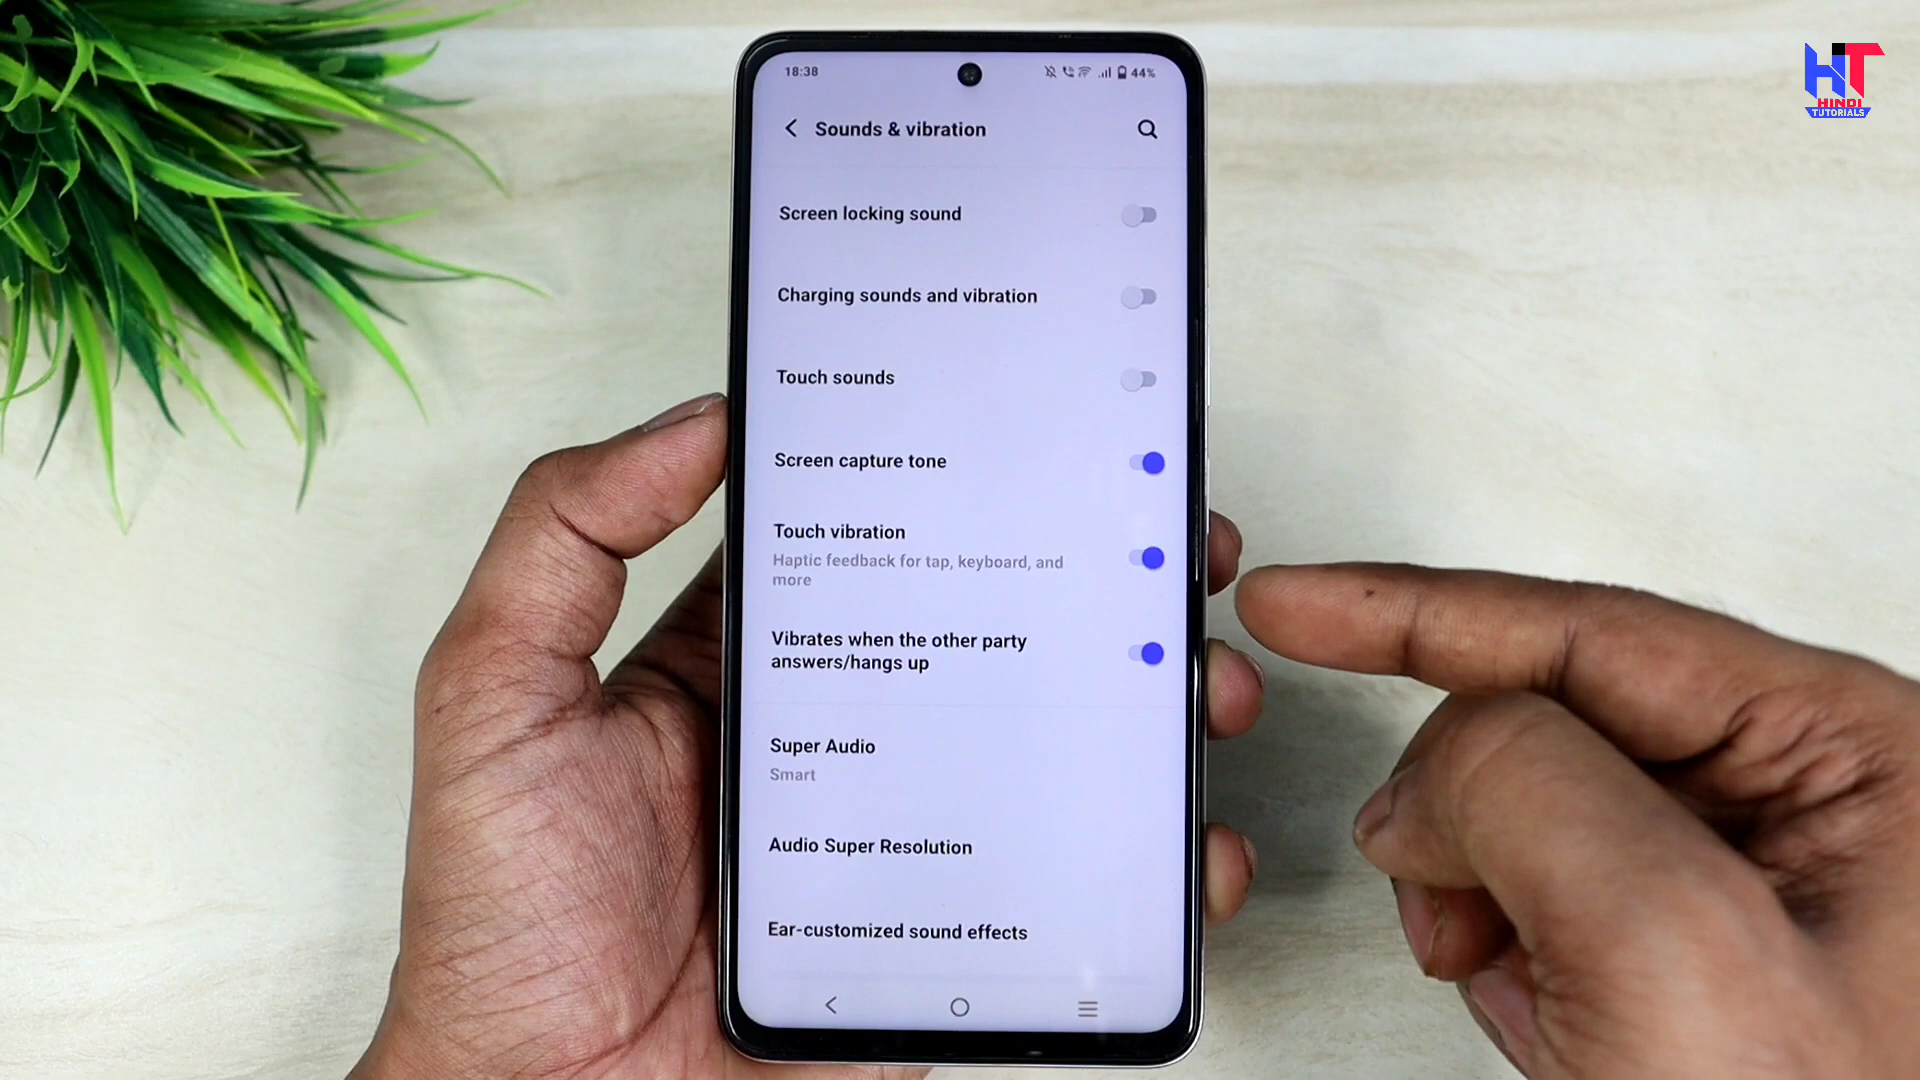 18:38
44%
HT
HINDI
TUTORIALS
Sounds & vibration
Screen locking sound
Charging sounds and vibration
Touch sounds
Screen capture tone
Touch vibration
Haptic feedback for tap, keyboard, and
more
Vibrates when the other party
answers/hangs up
Super Audio
Smart
Audio Super Resolution
Ear-customized sound effects